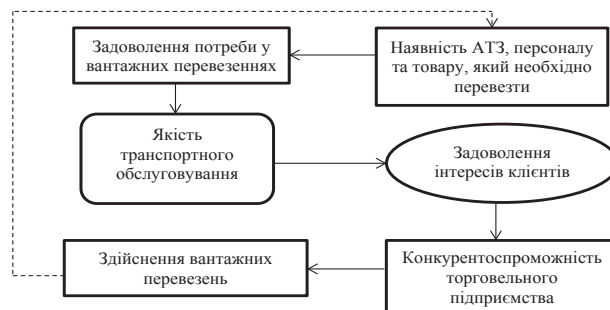 Задоволення потреби у
вантажних перевезеннях
Наявність АТЗ, персоналу
та товару, який необхідно
перевезти
Якість
транспортного
обслуговування
Задоволення
інтересів клієнтів
Здійснення вантажних
перевезень
Конкурентоспроможність
торговельного
підприємства